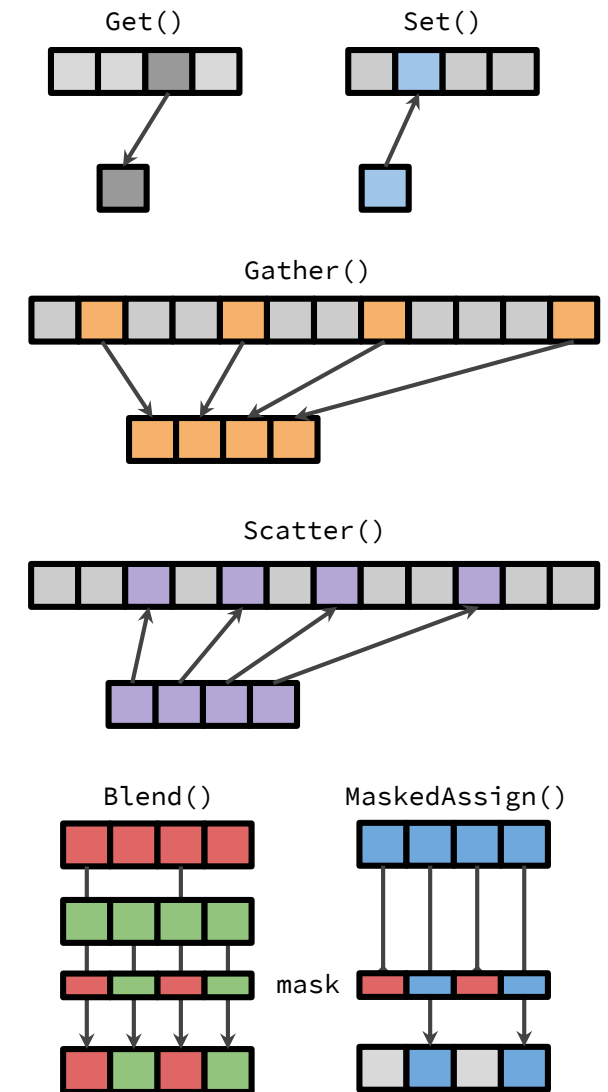 Get()
Set()
Gather()
Scatter()
Blend()
MaskedAssign()
mask